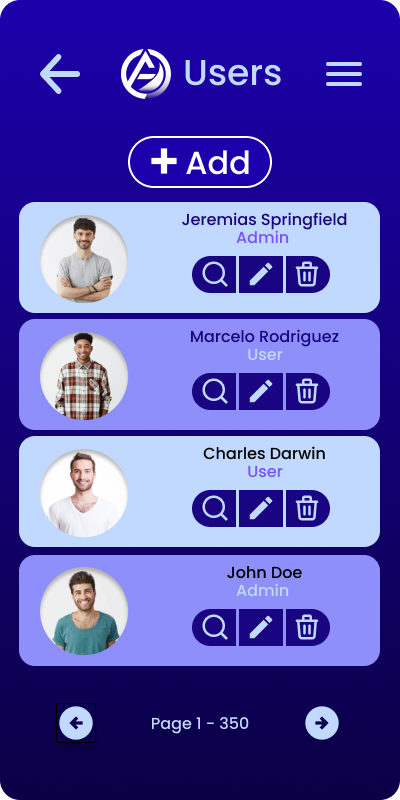 Users
Add
Jeremias Springfield
Admin
Marcelo Rodriguez
User
Charles Darwin
User
John Doe
Admin
Page 1 - 350